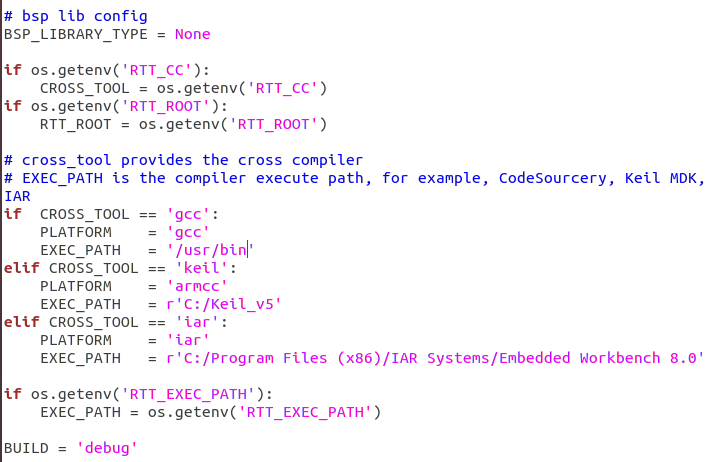 # bsp lib config
BSP_LIBRARY_TYPE = None

if os.getenv('RTT_CC'):
    CROSS_TOOL = os.getenv('RTT_CC')
if os.getenv('RTT_ROOT'):
    RTT_ROOT = os.getenv('RTT_ROOT')

# cross_tool provides the cross compiler
# EXEC_PATH is the compiler execute path, for example, CodeSourcery, Keil MDK,
IAR
if  CROSS_TOOL == 'gcc':
    PLATFORM    = 'gcc'
    EXEC_PATH   = '/usr/bin'
elif CROSS_TOOL == 'keil':
    PLATFORM    = 'armcc'
    EXEC_PATH   = r'C:/Keil_v5'
elif CROSS_TOOL == 'iar':
    PLATFORM    = 'iar'
    EXEC_PATH   = r'C:/Program Files (x86)/IAR Systems/Embedded Workbench 8.0'

if os.getenv('RTT_EXEC_PATH'):
    EXEC_PATH = os.getenv('RTT_EXEC_PATH')

BUILD = 'debug'